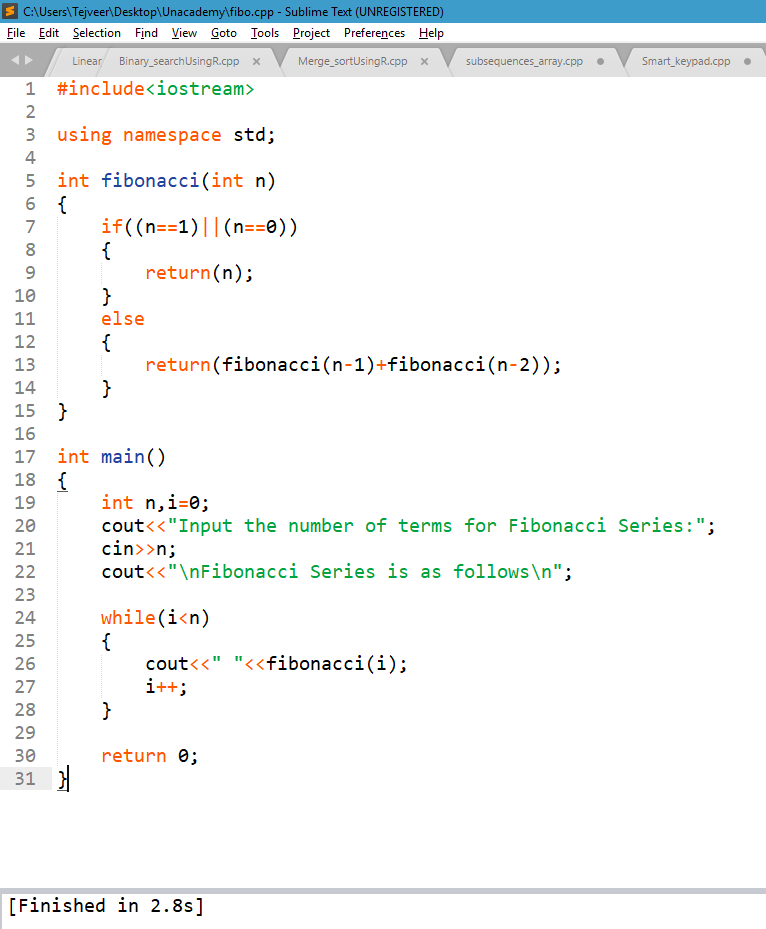 C:\Users\Tejveer\Desktop\Unacademy\fibo.cpp - Sublime Text (UNREGISTERED)
File Edit Selection Find View Goto Tools Project Preferences Help
Linear Binary_searchUsingR.cpp Merge_sortUsingR.cpp subsequences_array.cpp Smart_keypad.cpp
1 #include<iostream>
2
3 using namespace std;
4
5 int fibonacci(int n)
6 {
7     if((n==1)||(n==0))
8     {
9         return(n);
10     }
11     else
12     {
13         return(fibonacci(n-1)+fibonacci(n-2));
14     }
15 }
16
17 int main()
18 {
19     int n,i=0;
20     cout<<"Input the number of terms for Fibonacci Series:";
21     cin>>n;
22     cout<<"\nFibonacci Series is as follows\n";
23
24     while(i<n)
25     {
26         cout<<" "<<fibonacci(i);
27         i++;
28     }
29
30     return 0;
31 }
[Finished in 2.8s]